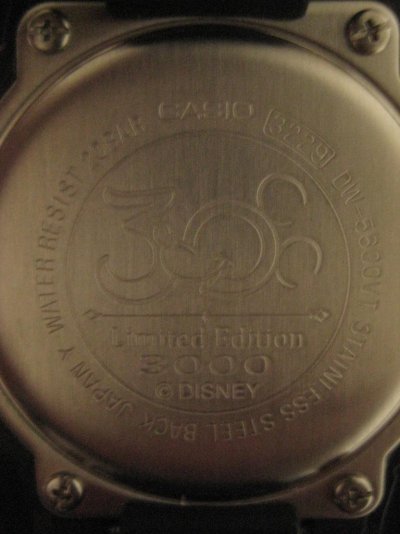 CASIO
3229 DW-5600VT STAINLESS STEEL BACK JAPAN Y WATER RESIST 20BAR
Limited Edition
3000
© DISNEY